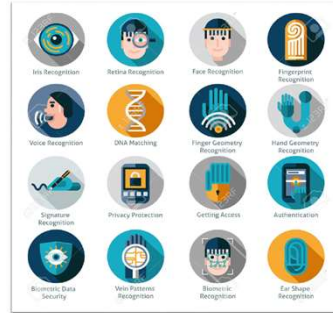 Iris Recognition
Retina Recognition
Face Recognition
Fingerprint
Recognition
Voice Recognition
DNA Matching
Finger Geometry
Recognition
Hand Geometry
Recognition
Signature
Recognition
Privacy Protection
Getting Access
Authentication
Biometric Data
Security
Vein Patterns
Recognition
Biometric
Recognition
Ear Shape
Recognition